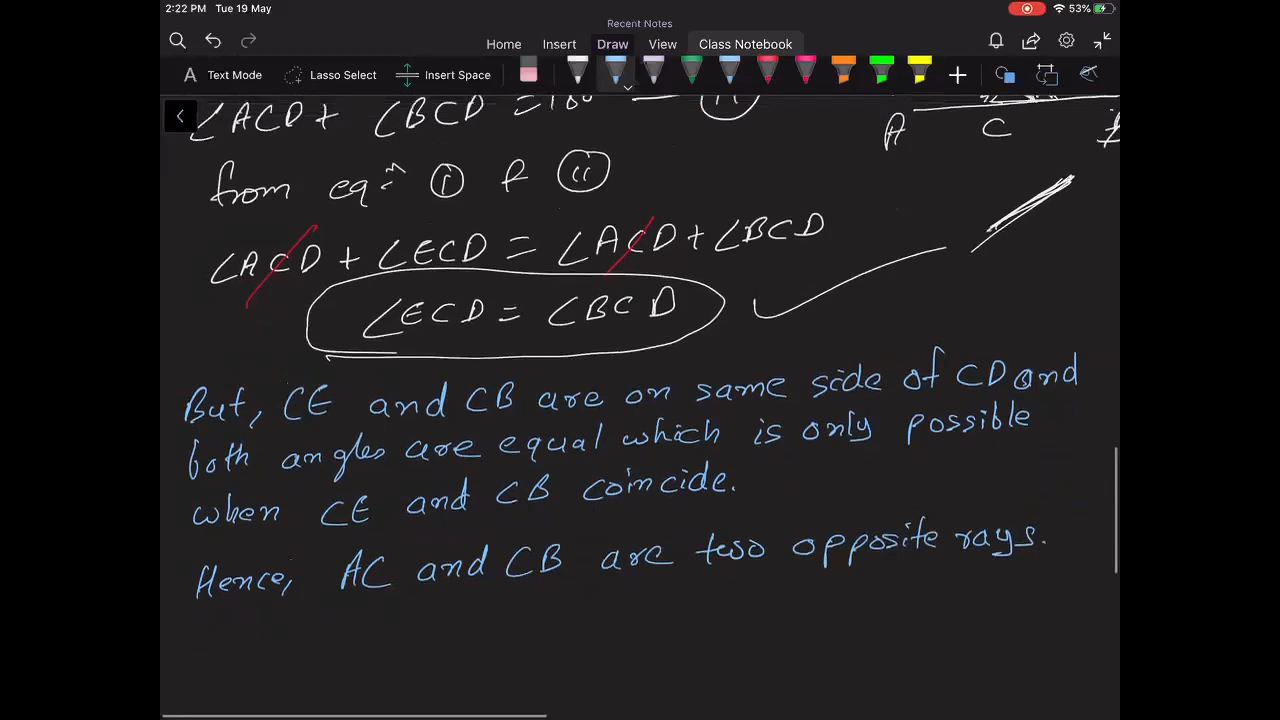 2:22 PM Tue 19 May
53%
Recent Notes
Home Insert Draw View Class Notebook
A Text Mode Lasso Select Insert Space
∠ACD + ∠BCD = 180 — (ii)
A C
from eqn (i) & (ii)
∠ACD + ∠ECD = ∠ACD + ∠BCD
∠ECD = ∠BCD
But, CE and CB are on same side of CD and
both angles are equal which is only possible
when CE and CB coincide.
Hence, AC and CB are two opposite rays.